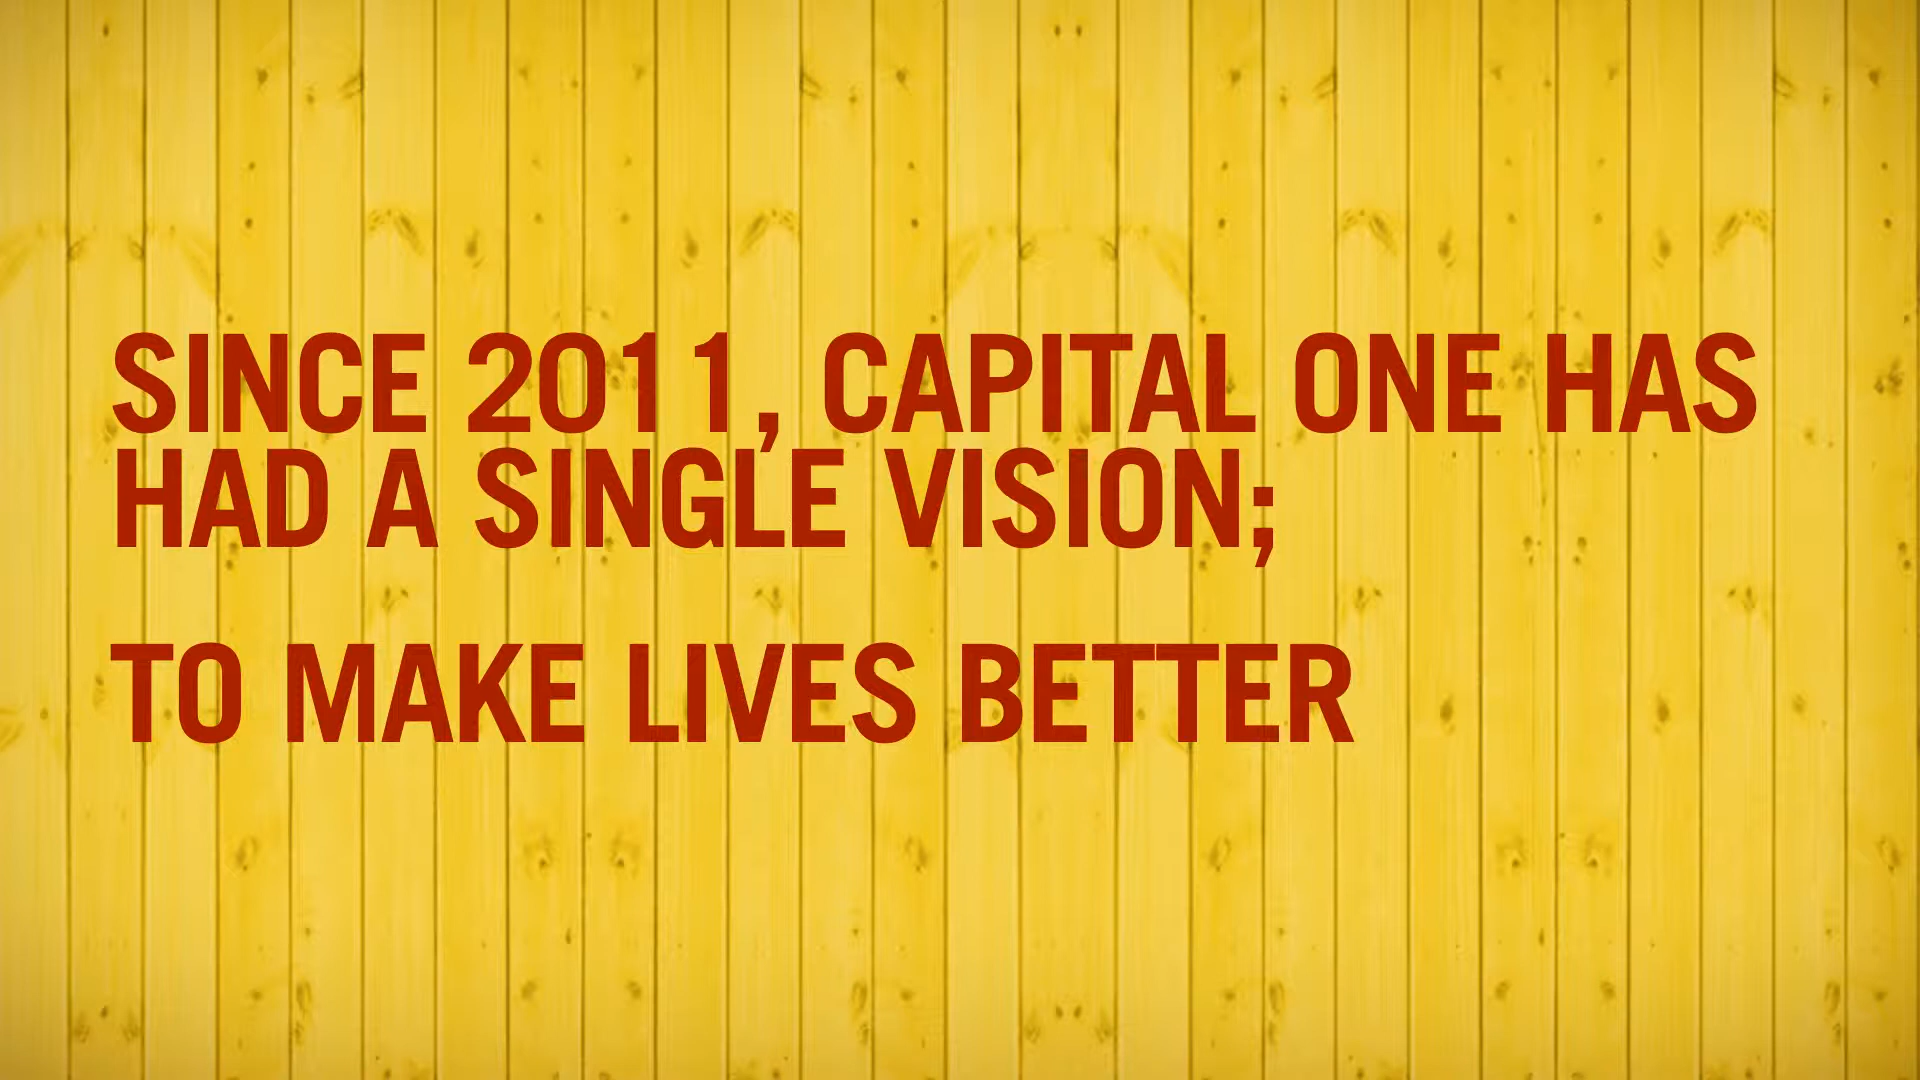 SINCE 2011, CAPITAL ONE HAS
HAD A SINGLE VISION;
TO MAKE LIVES BETTER